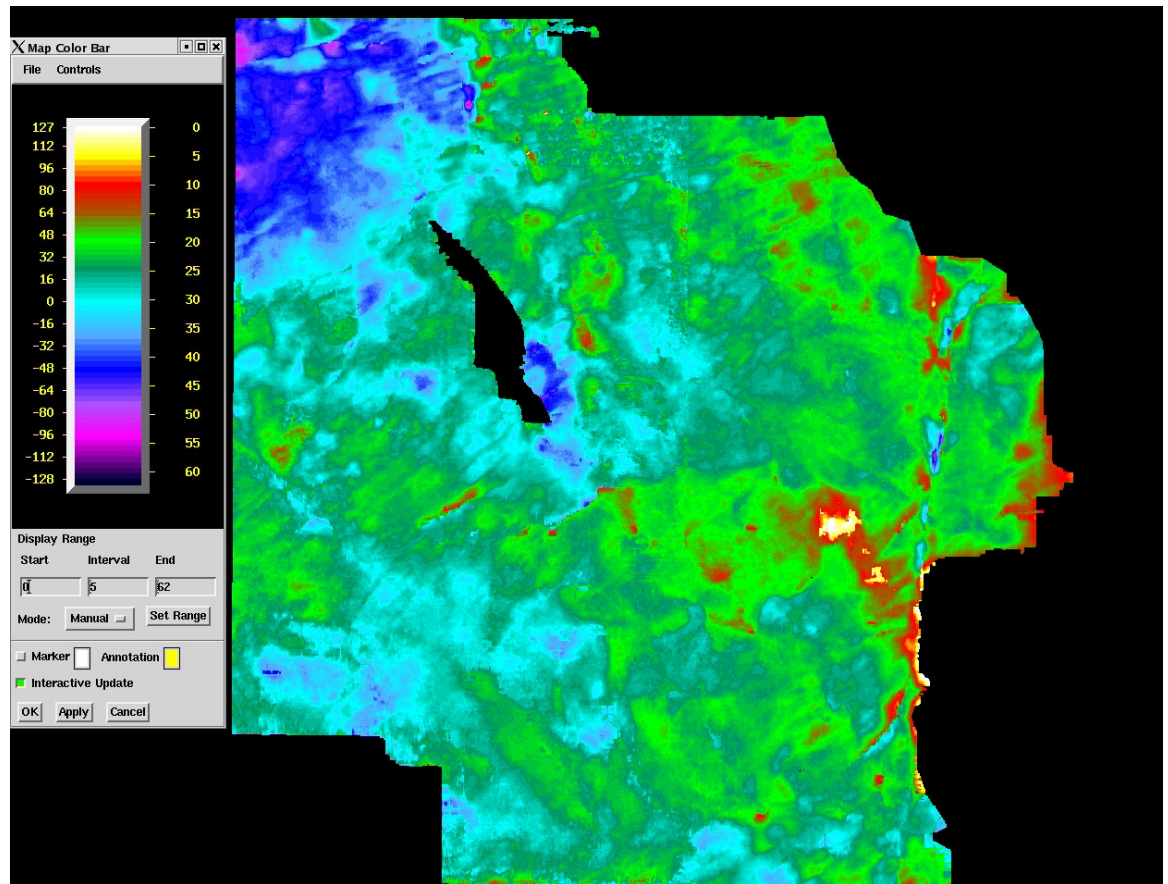 Map Color Bar
File Controls
127 0
112 5
96
80 10
64 15
48 20
32
16 25
0 30
-16 35
-32
-48 40
-64 45
-80 50
-96
-112 55
-128 60
Display Range
Start Interval End
0 5 62
Mode: Manual Set Range
Marker Annotation
Interactive Update
OK Apply Cancel